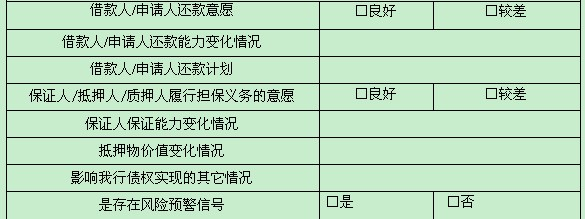 借款人/申请人还款意愿 □良好 □较差
借款人/申请人还款能力变化情况
借款人/申请人还款计划
保证人/抵押人/质押人履行担保义务的意愿 □良好 □较差
保证人保证能力变化情况
抵押物价值变化情况
影响我行债权实现的其它情况
是存在风险预警信号 □是 □否